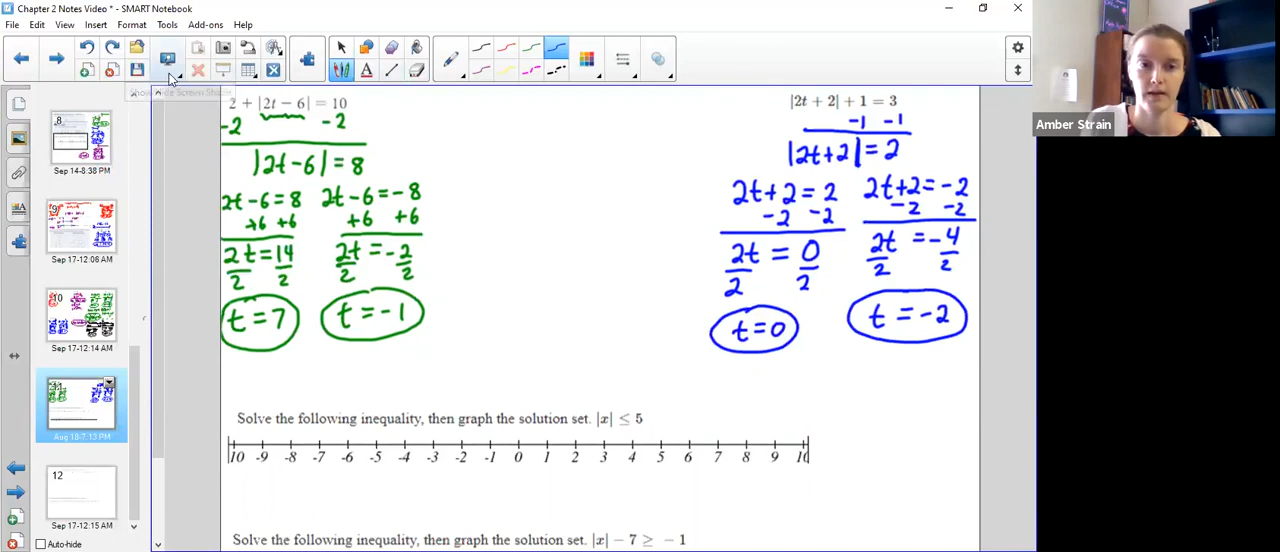 Chapter 2 Notes Video * - SMART Notebook
File Edit View Insert Format Tools Add-ons Help
Show/Hide Screen Shade
Amber Strain
8
Sep 14-8:38 PM
9
Sep 17-12:06 AM
10
Sep 17-12:14 AM
11
Aug 18-7:13 PM
12
Sep 17-12:15 AM
Auto-hide
2 + |2t − 6| = 10
-2 -2
|2t-6| = 8
2t-6=8 2t-6=-8
+6 +6 +6 +6
2t=14 2t=-2
2 2 2 2
t=7 t=-1
|2t + 2| + 1 = 3
-1 -1
|2t+2|=2
2t+2=2 2t+2=-2
-2 -2 -2 -2
2t = 0 2t = -4
2 2 2 2
t=0 t=-2
Solve the following inequality, then graph the solution set. |x| ≤ 5
10 -9 -8 -7 -6 -5 -4 -3 -2 -1 0 1 2 3 4 5 6 7 8 9 10
Solve the following inequality, then graph the solution set. |x| − 7 ≥ −1